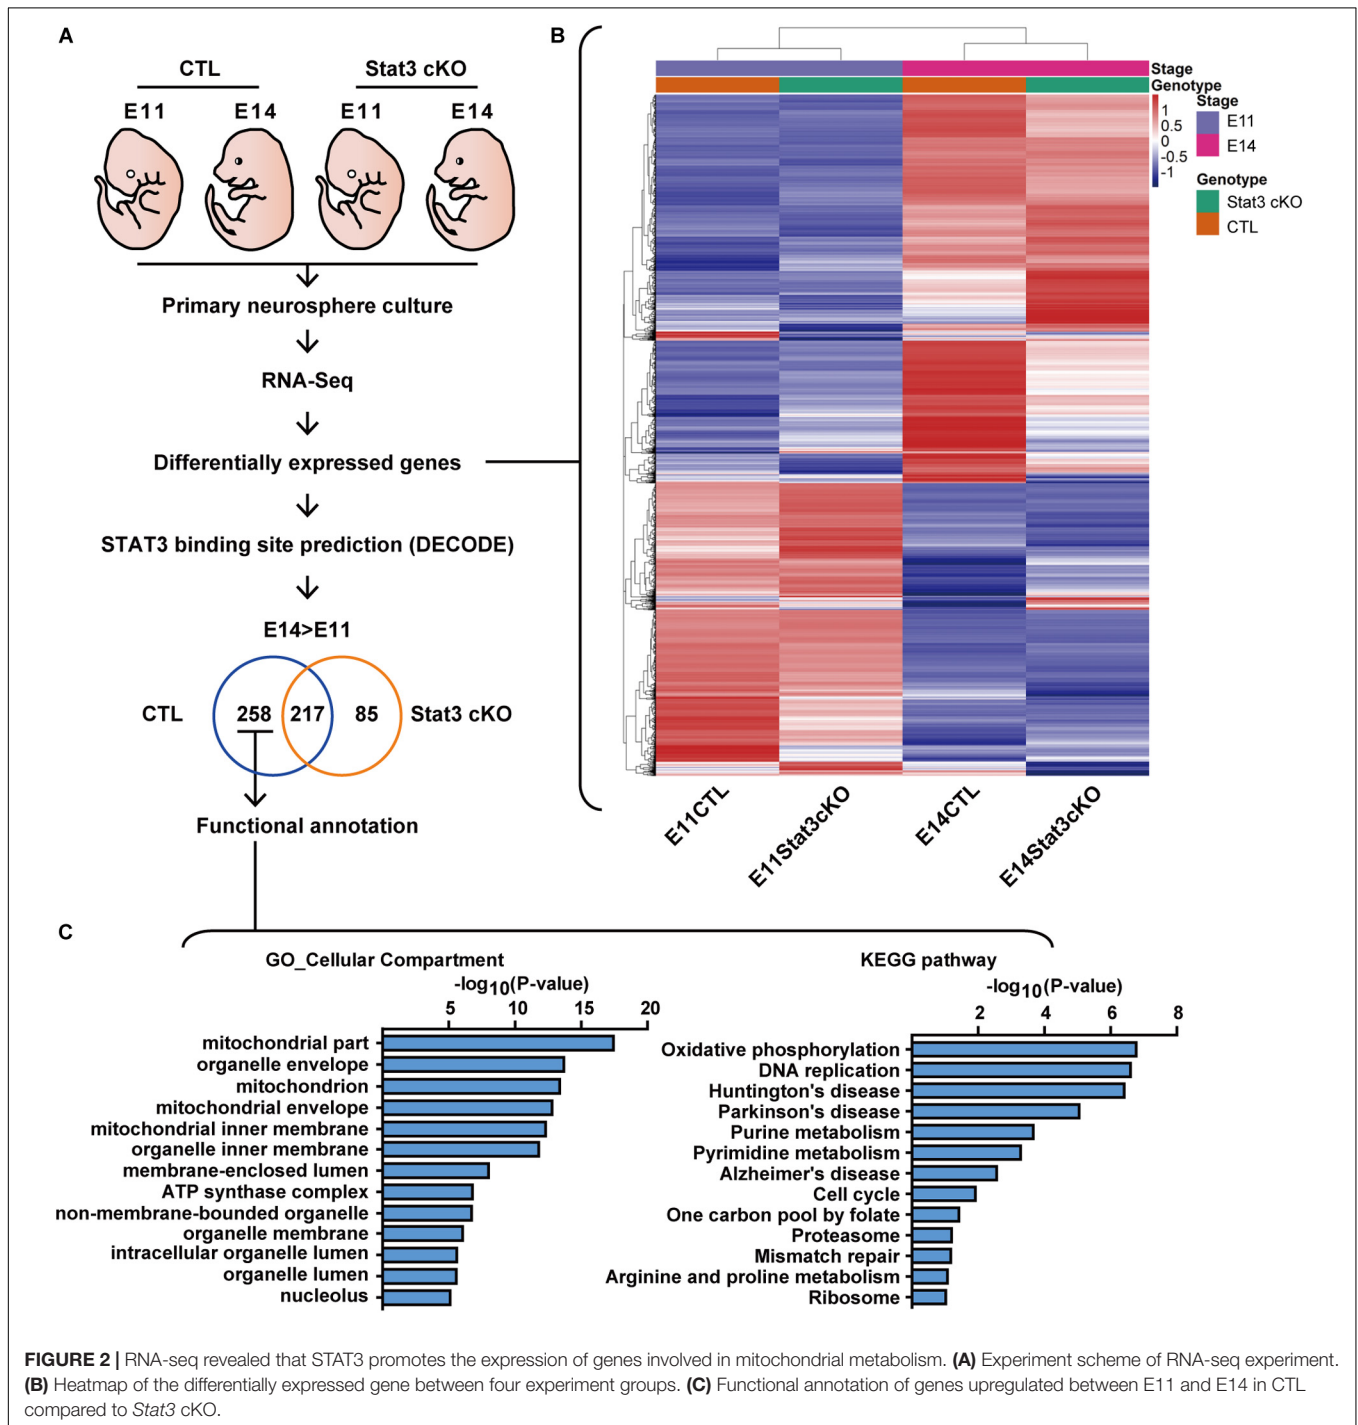 A
CTL
Stat3 cKO
E11
E14
E11
E14
Primary neurosphere culture
RNA-Seq
Differentially expressed genes
STAT3 binding site prediction (DECODE)
E14>E11
CTL
258
217
85
Stat3 cKO
Functional annotation
B
Stage
Genotype
1
0.5
0
-0.5
-1
Stage
E11
E14
Genotype
Stat3 cKO
CTL
E11CTL
E11Stat3cKO
E14CTL
E14Stat3cKO
C
GO_Cellular Compartment
-log10(P-value)
5 10 15 20
mitochondrial part
organelle envelope
mitochondrion
mitochondrial envelope
mitochondrial inner membrane
organelle inner membrane
membrane-enclosed lumen
ATP synthase complex
non-membrane-bounded organelle
organelle membrane
intracellular organelle lumen
organelle lumen
nucleolus
KEGG pathway
-log10(P-value)
2 4 6 8
Oxidative phosphorylation
DNA replication
Huntington's disease
Parkinson's disease
Purine metabolism
Pyrimidine metabolism
Alzheimer's disease
Cell cycle
One carbon pool by folate
Proteasome
Mismatch repair
Arginine and proline metabolism
Ribosome
FIGURE 2 | RNA-seq revealed that STAT3 promotes the expression of genes involved in mitochondrial metabolism. (A) Experiment scheme of RNA-seq experiment.
(B) Heatmap of the differentially expressed gene between four experiment groups. (C) Functional annotation of genes upregulated between E11 and E14 in CTL
compared to Stat3 cKO.